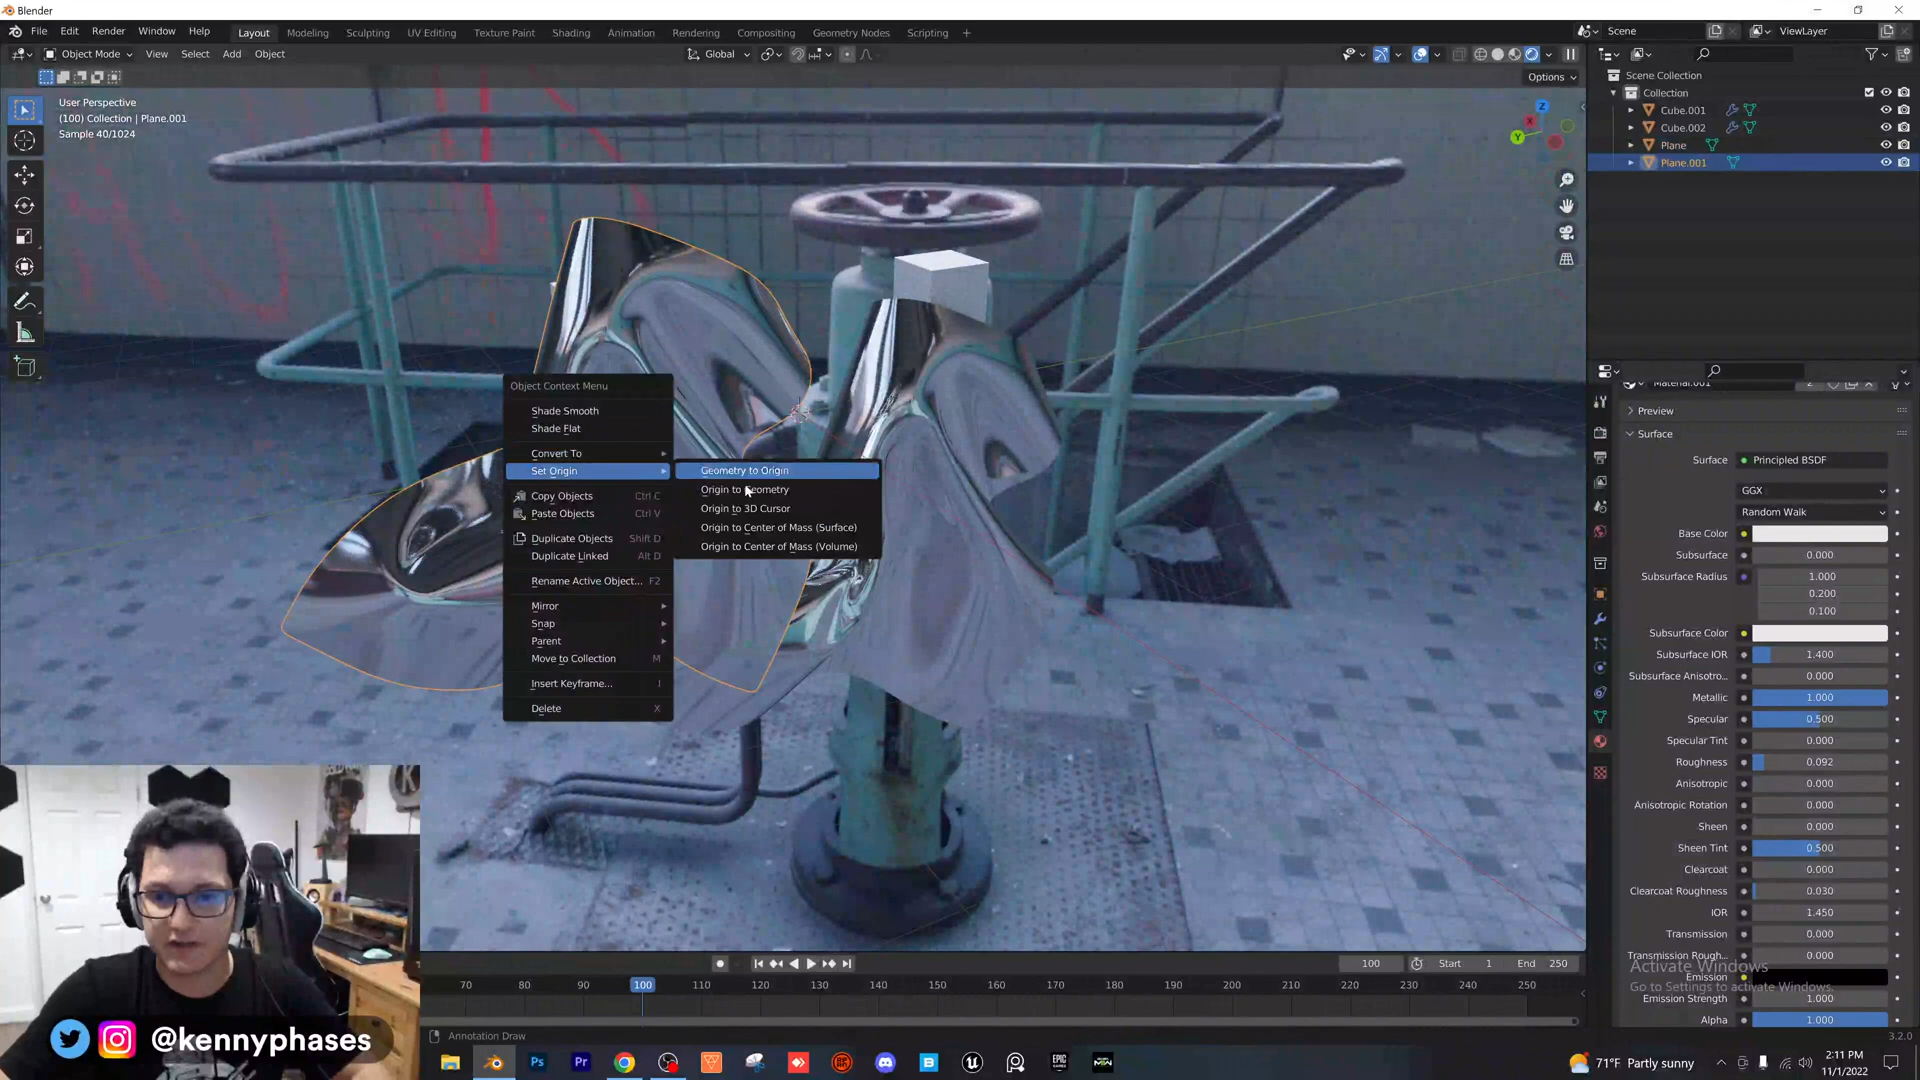 Blender
File Edit Render Window Help Layout Modeling Sculpting UV Editing Texture Paint Shading Animation Rendering Compositing Geometry Nodes Scripting + Scene ViewLayer
Object Mode View Select Add Object Global
Options
User Perspective
(100) Collection | Plane.001
Sample 40/1024
Z
X
Y
Scene Collection
Collection
Cube.001
Cube.002
Plane
Plane.001
Object Context Menu
Shade Smooth
Shade Flat
Convert To
Set Origin
Copy Objects Ctrl C
Paste Objects Ctrl V
Duplicate Objects Shift D
Duplicate Linked Alt D
Rename Active Object... F2
Mirror
Snap
Parent
Move to Collection M
Insert Keyframe... I
Delete X
Geometry to Origin
Origin to Geometry
Origin to 3D Cursor
Origin to Center of Mass (Surface)
Origin to Center of Mass (Volume)
Material.001 2
Preview
Surface
Surface Principled BSDF
GGX
Random Walk
Base Color
Subsurface 0.000
Subsurface Radius 1.000
0.200
0.100
Subsurface Color
Subsurface IOR 1.400
Subsurface Anisotro... 0.000
Metallic 1.000
Specular 0.500
Specular Tint 0.000
Roughness 0.092
Anisotropic 0.000
Anisotropic Rotation 0.000
Sheen 0.000
Sheen Tint 0.500
Clearcoat 0.000
Clearcoat Roughness 0.030
IOR 1.450
Transmission 0.000
Transmission Rough... 0.000
Emission
Emission Strength 1.000
Alpha 1.000
Activate Windows
Go to Settings to activate Windows.
100 Start 1 End 250
70 80 90 100 110 120 130 140 150 160 170 180 190 200 210 220 230 240 250
Annotation Draw
3.2.0
@kennyphases
Ps Pr B EPIC GAMES
71°F Partly sunny
2:11 PM
11/1/2022